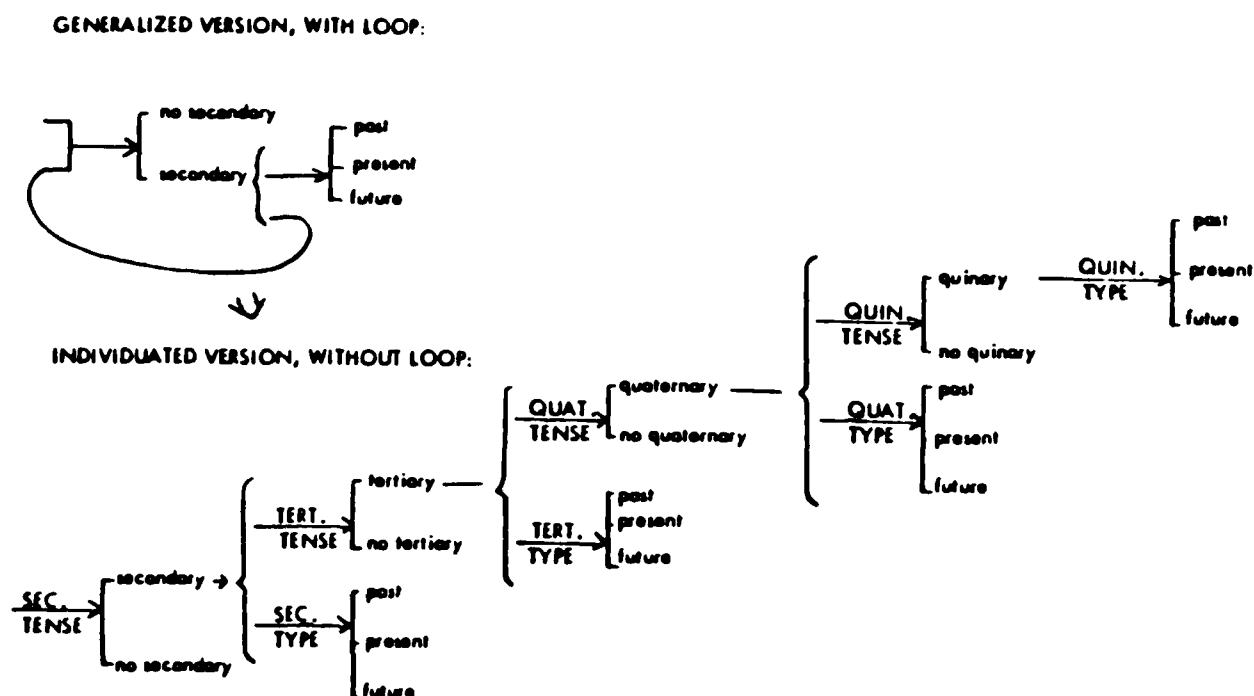 GENERALIZED VERSION, WITH LOOP:
no secondary
secondary
past
present
future
INDIVIDUATED VERSION, WITHOUT LOOP:
SEC.
TENSE
secondary
no secondary
TERT.
TENSE
tertiary
no tertiary
SEC.
TYPE
past
present
future
QUAT.
TENSE
quaternary
no quaternary
TERT.
TYPE
past
present
future
QUIN
TENSE
quinary
no quinary
QUAT
TYPE
past
present
future
QUIN.
TYPE
past
present
future